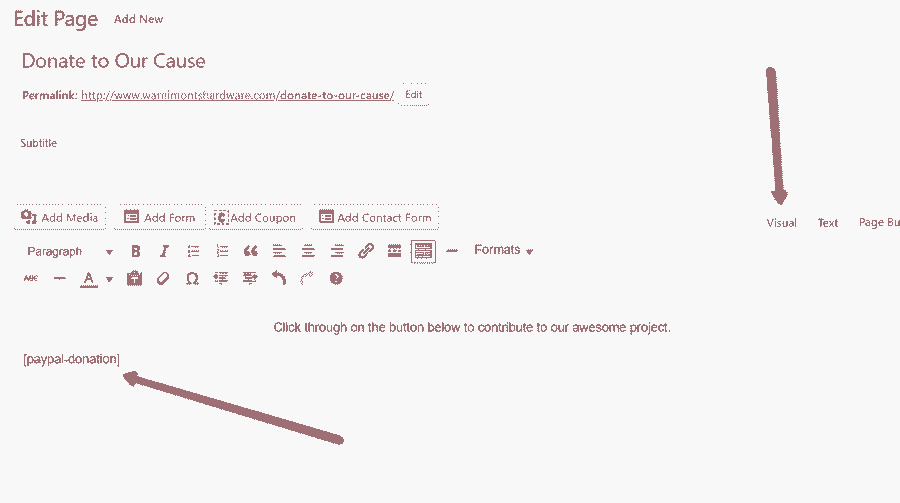 Edit Page Add New
Donate to Our Cause
Permalink: http://www.wareimontshardware.com/donate-to-our-cause/ Edit
Subtitle
Add Media Add Form Add Coupon Add Contact Form
Visual Text Page Bu
Paragraph B I Formats
ABC A
Click through on the button below to contribute to our awesome project.
[paypal-donation]